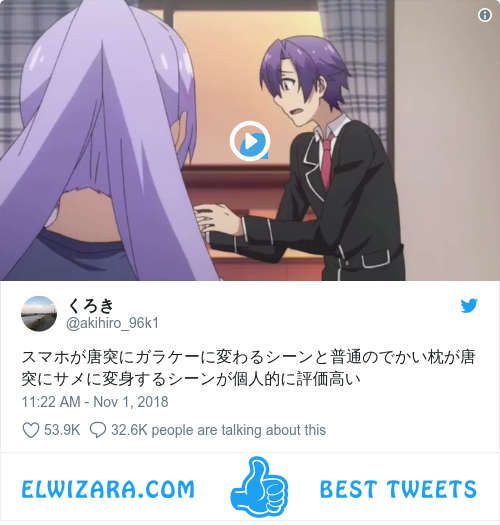 くろき
@akihiro_96k1
スマホが唐突にガラケーに変わるシーンと普通のでかい枕が唐
突にサメに変身するシーンが個人的に評価高い
11:22 AM - Nov 1, 2018
53.9K 32.6K people are talking about this
ELWIZARA.COM BEST TWEETS